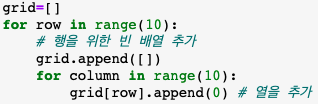 grid=[]
for row in range(10):
    # 행을 위한 빈 배열 추가
    grid.append([])
    for column in range(10):
        grid[row].append(0) # 열을 추가